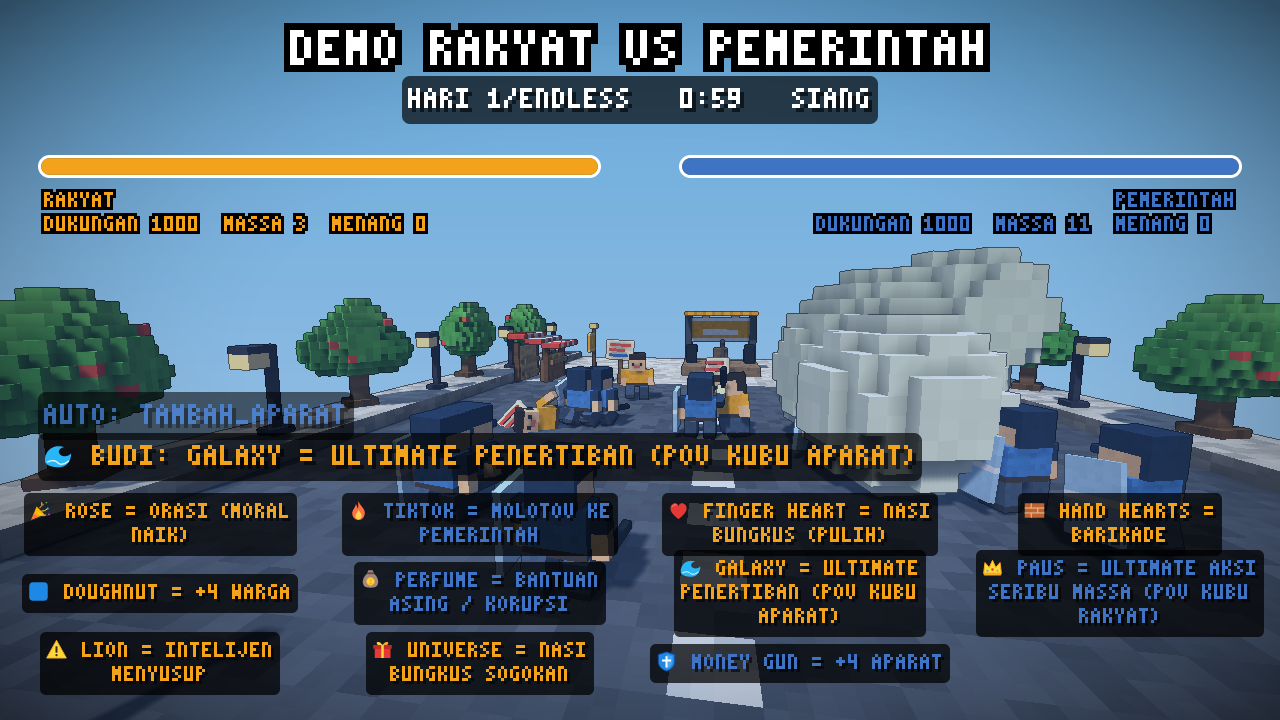 DEMO RAKYAT VS PEMERINTAH
HARI 1/ENDLESS 0:59 SIANG
RAKYAT
DUKUNGAN 1000 MASSA 3 MENANG 0
PEMERINTAH
DUKUNGAN 1000 MASSA 11 MENANG 0
AUTO: TAMBAH_APARAT
BUDI: GALAXY = ULTIMATE PENERTIBAN (POV KUBU APARAT)
ROSE = ORASI (MORAL
NAIK)
TIKTOK = MOLOTOV KE
PEMERINTAH
FINGER HEART = NASI
BUNGKUS (PULIH)
HAND HEARTS =
BARIKADE
DOUGHNUT = +4 WARGA
PERFUME = BANTUAN
ASING / KORUPSI
GALAXY = ULTIMATE
PENERTIBAN (POV KUBU
APARAT)
PAUS = ULTIMATE AKSI
SERIBU MASSA (POV KUBU
RAKYAT)
LION = INTELIJEN
MENYUSUP
UNIVERSE = NASI
BUNGKUS SOGOKAN
MONEY GUN = +4 APARAT